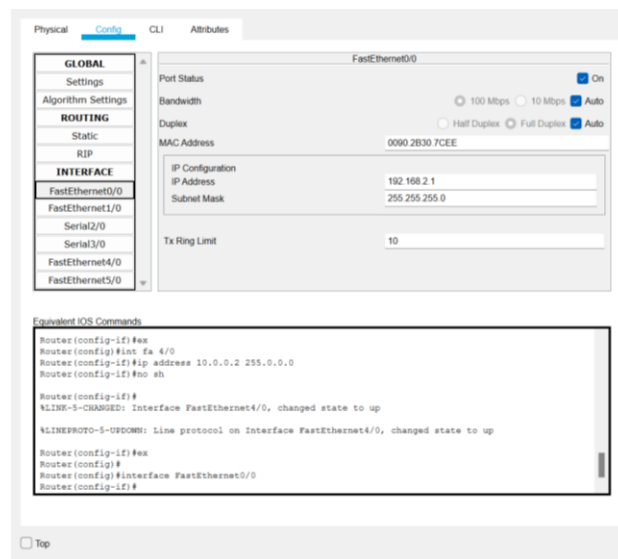 Physical Config CLI Attributes
GLOBAL
Settings
Algorithm Settings
ROUTING
Static
RIP
INTERFACE
FastEthernet0/0
FastEthernet1/0
Serial2/0
Serial3/0
FastEthernet4/0
FastEthernet5/0
FastEthernet0/0
Port Status On
Bandwidth 100 Mbps 10 Mbps Auto
Duplex Half Duplex Full Duplex Auto
MAC Address 0090.2B30.7CEE
IP Configuration
IP Address 192.168.2.1
Subnet Mask 255.255.255.0
Tx Ring Limit 10
Equivalent IOS Commands
Router(config-if)#ex
Router(config)#int fa 4/0
Router(config-if)#ip address 10.0.0.2 255.0.0.0
Router(config-if)#no sh
Router(config-if)#
%LINK-5-CHANGED: Interface FastEthernet4/0, changed state to up
%LINEPROTO-5-UPDOWN: Line protocol on Interface FastEthernet4/0, changed state to up
Router(config-if)#ex
Router(config)#
Router(config)#interface FastEthernet0/0
Router(config-if)#
Top